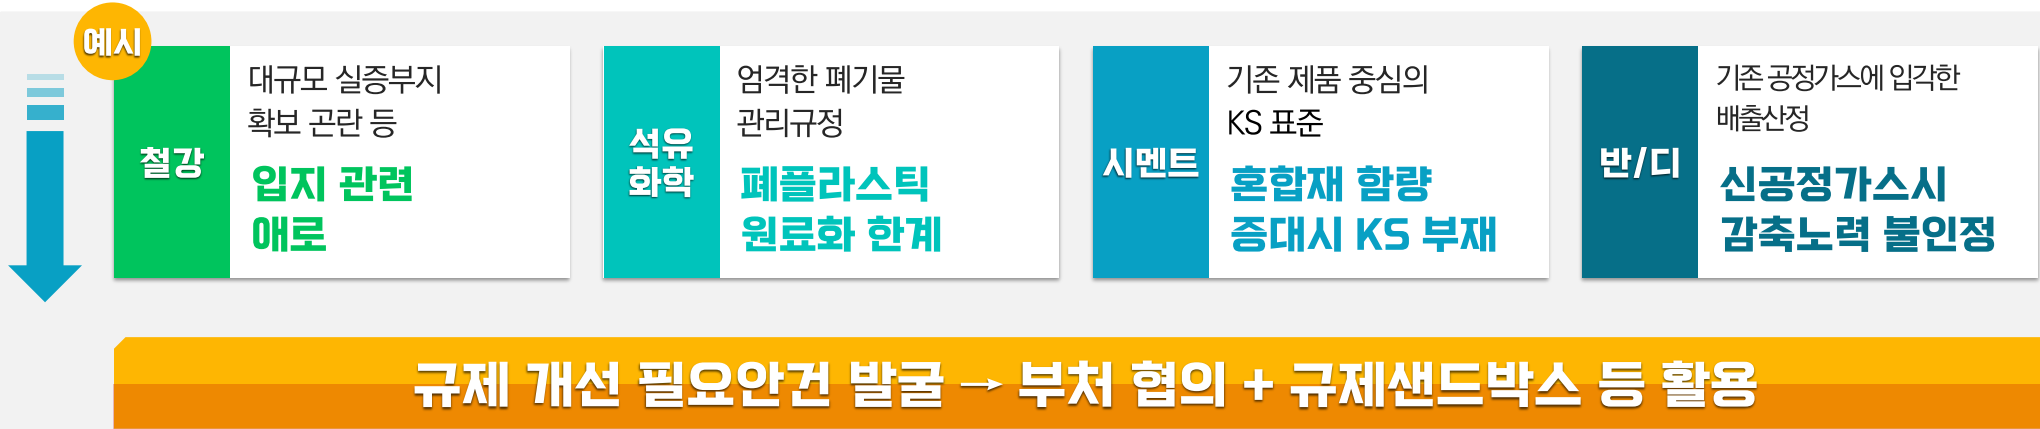 예시
철강
대규모 실증부지
확보 곤란 등
입지 관련
애로
석유
화학
엄격한 폐기물
관리규정
폐플라스틱
원료화 한계
시멘트
기존 제품 중심의
KS 표준
혼합재 함량
증대시 KS 부재
반/디
기존 공정가스에 입각한
배출산정
신공정가스시
감축노력 불인정
규제 개선 필요안건 발굴 → 부처 협의 + 규제샌드박스 등 활용